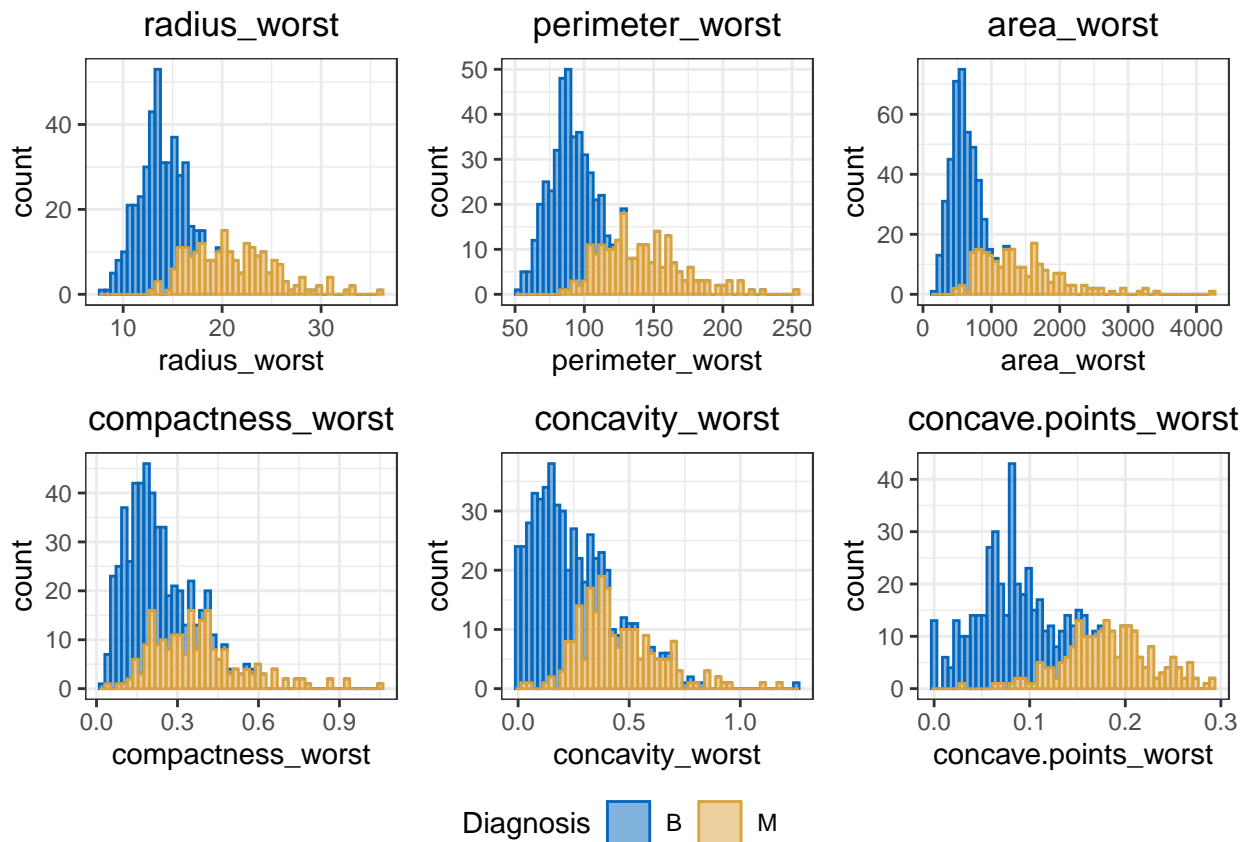 radius_worst
perimeter_worst
area_worst
count
40
20
0
10
20
30
radius_worst
count
50
40
30
20
10
0
50
100
150
200
250
perimeter_worst
count
60
40
20
0
0
1000
2000
3000
4000
area_worst
compactness_worst
concavity_worst
concave.points_worst
count
40
30
20
10
0
0.0
0.3
0.6
0.9
compactness_worst
count
30
20
10
0
0.0
0.5
1.0
concavity_worst
count
40
30
20
10
0
0.0
0.1
0.2
0.3
concave.points_worst
Diagnosis B M